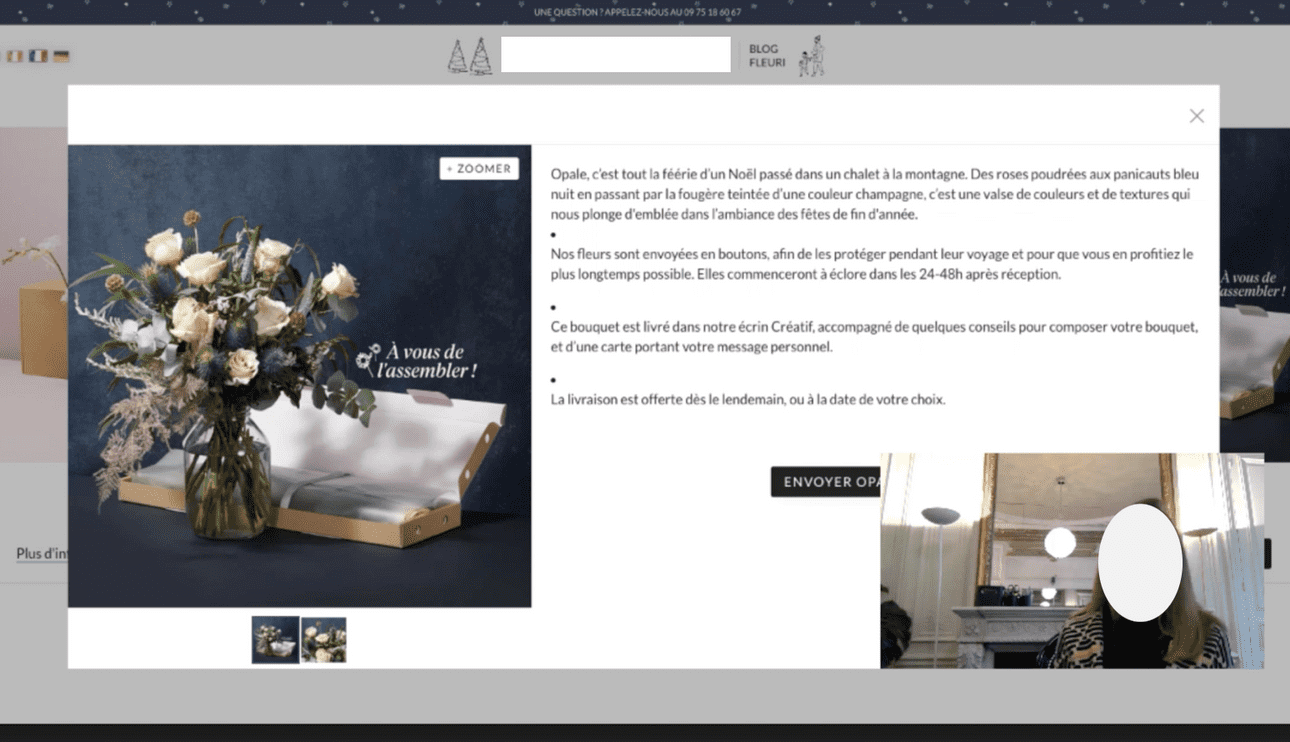 UNE QUESTION ? APPELEZ-NOUS AU 09 75 18 60 67
BLOG
FLEURI
+ ZOOMER
Opale, c'est tout la féérie d'un Noël passé dans un chalet à la montagne. Des roses poudrées aux panicauts bleu
nuit en passant par la fougère teintée d'une couleur champagne, c'est une valse de couleurs et de textures qui
nous plonge d'emblée dans l'ambiance des fêtes de fin d'année.
•
Nos fleurs sont envoyées en boutons, afin de les protéger pendant leur voyage et pour que vous en profitiez le
plus longtemps possible. Elles commenceront à éclore dans les 24-48h après réception.
•
Ce bouquet est livré dans notre écrin Créatif, accompagné de quelques conseils pour composer votre bouquet,
et d'une carte portant votre message personnel.
•
La livraison est offerte dès le lendemain, ou à la date de votre choix.
À vous de
l'assembler !
À vous de
assembler !
ENVOYER OPA
Plus d'in